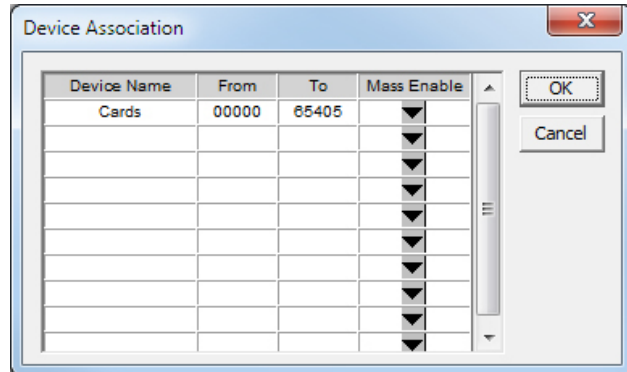 Device Association
Device Name From To Mass Enable
Cards 00000 65405
OK
Cancel